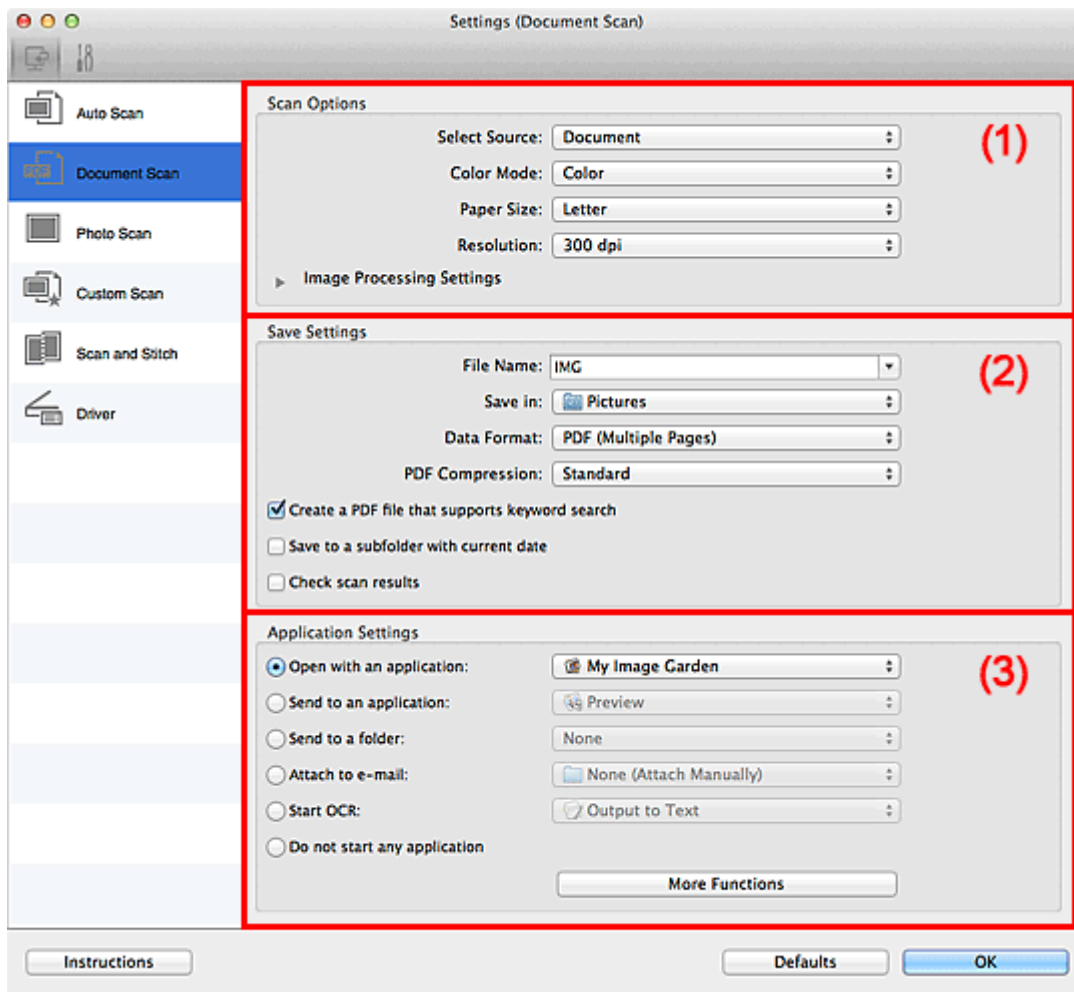 Settings (Document Scan)
Auto Scan
PDF
Document Scan
Photo Scan
Custom Scan
Scan and Stitch
Driver
Scan Options
(1)
Select Source: Document
Color Mode: Color
Paper Size: Letter
Resolution: 300 dpi
Image Processing Settings
Save Settings
(2)
File Name: IMG
Save in: Pictures
Data Format: PDF (Multiple Pages)
PDF Compression: Standard
Create a PDF file that supports keyword search
Save to a subfolder with current date
Check scan results
Application Settings
(3)
Open with an application: My Image Garden
Send to an application: Preview
Send to a folder: None
Attach to e-mail: None (Attach Manually)
Start OCR: Output to Text
Do not start any application
More Functions
Instructions Defaults OK